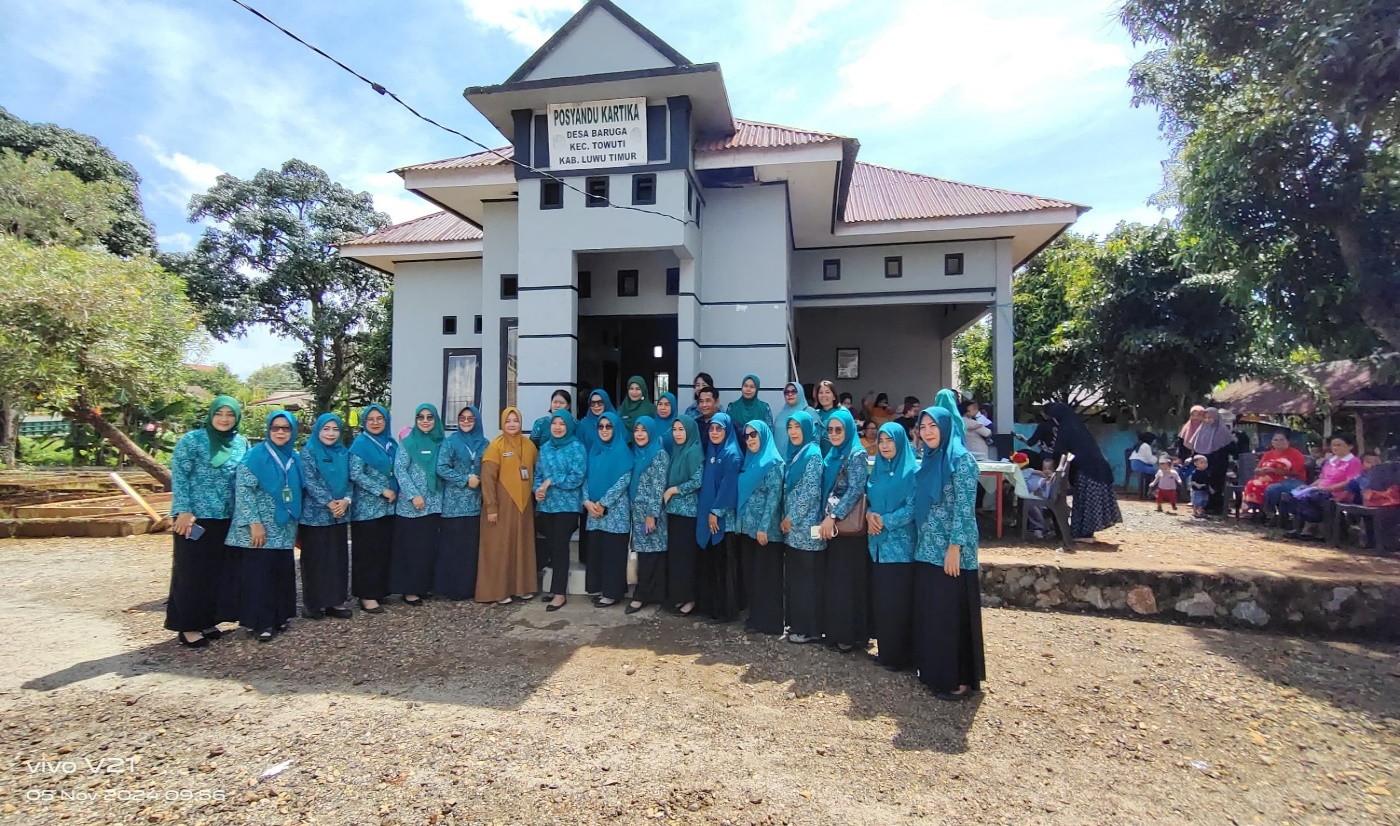 POSYANDU KARTIKA
DESA BARUGA
KEC. TOWUTI
KAB. LUWU TIMUR
vivo V21
05 Nov 2024 09:56